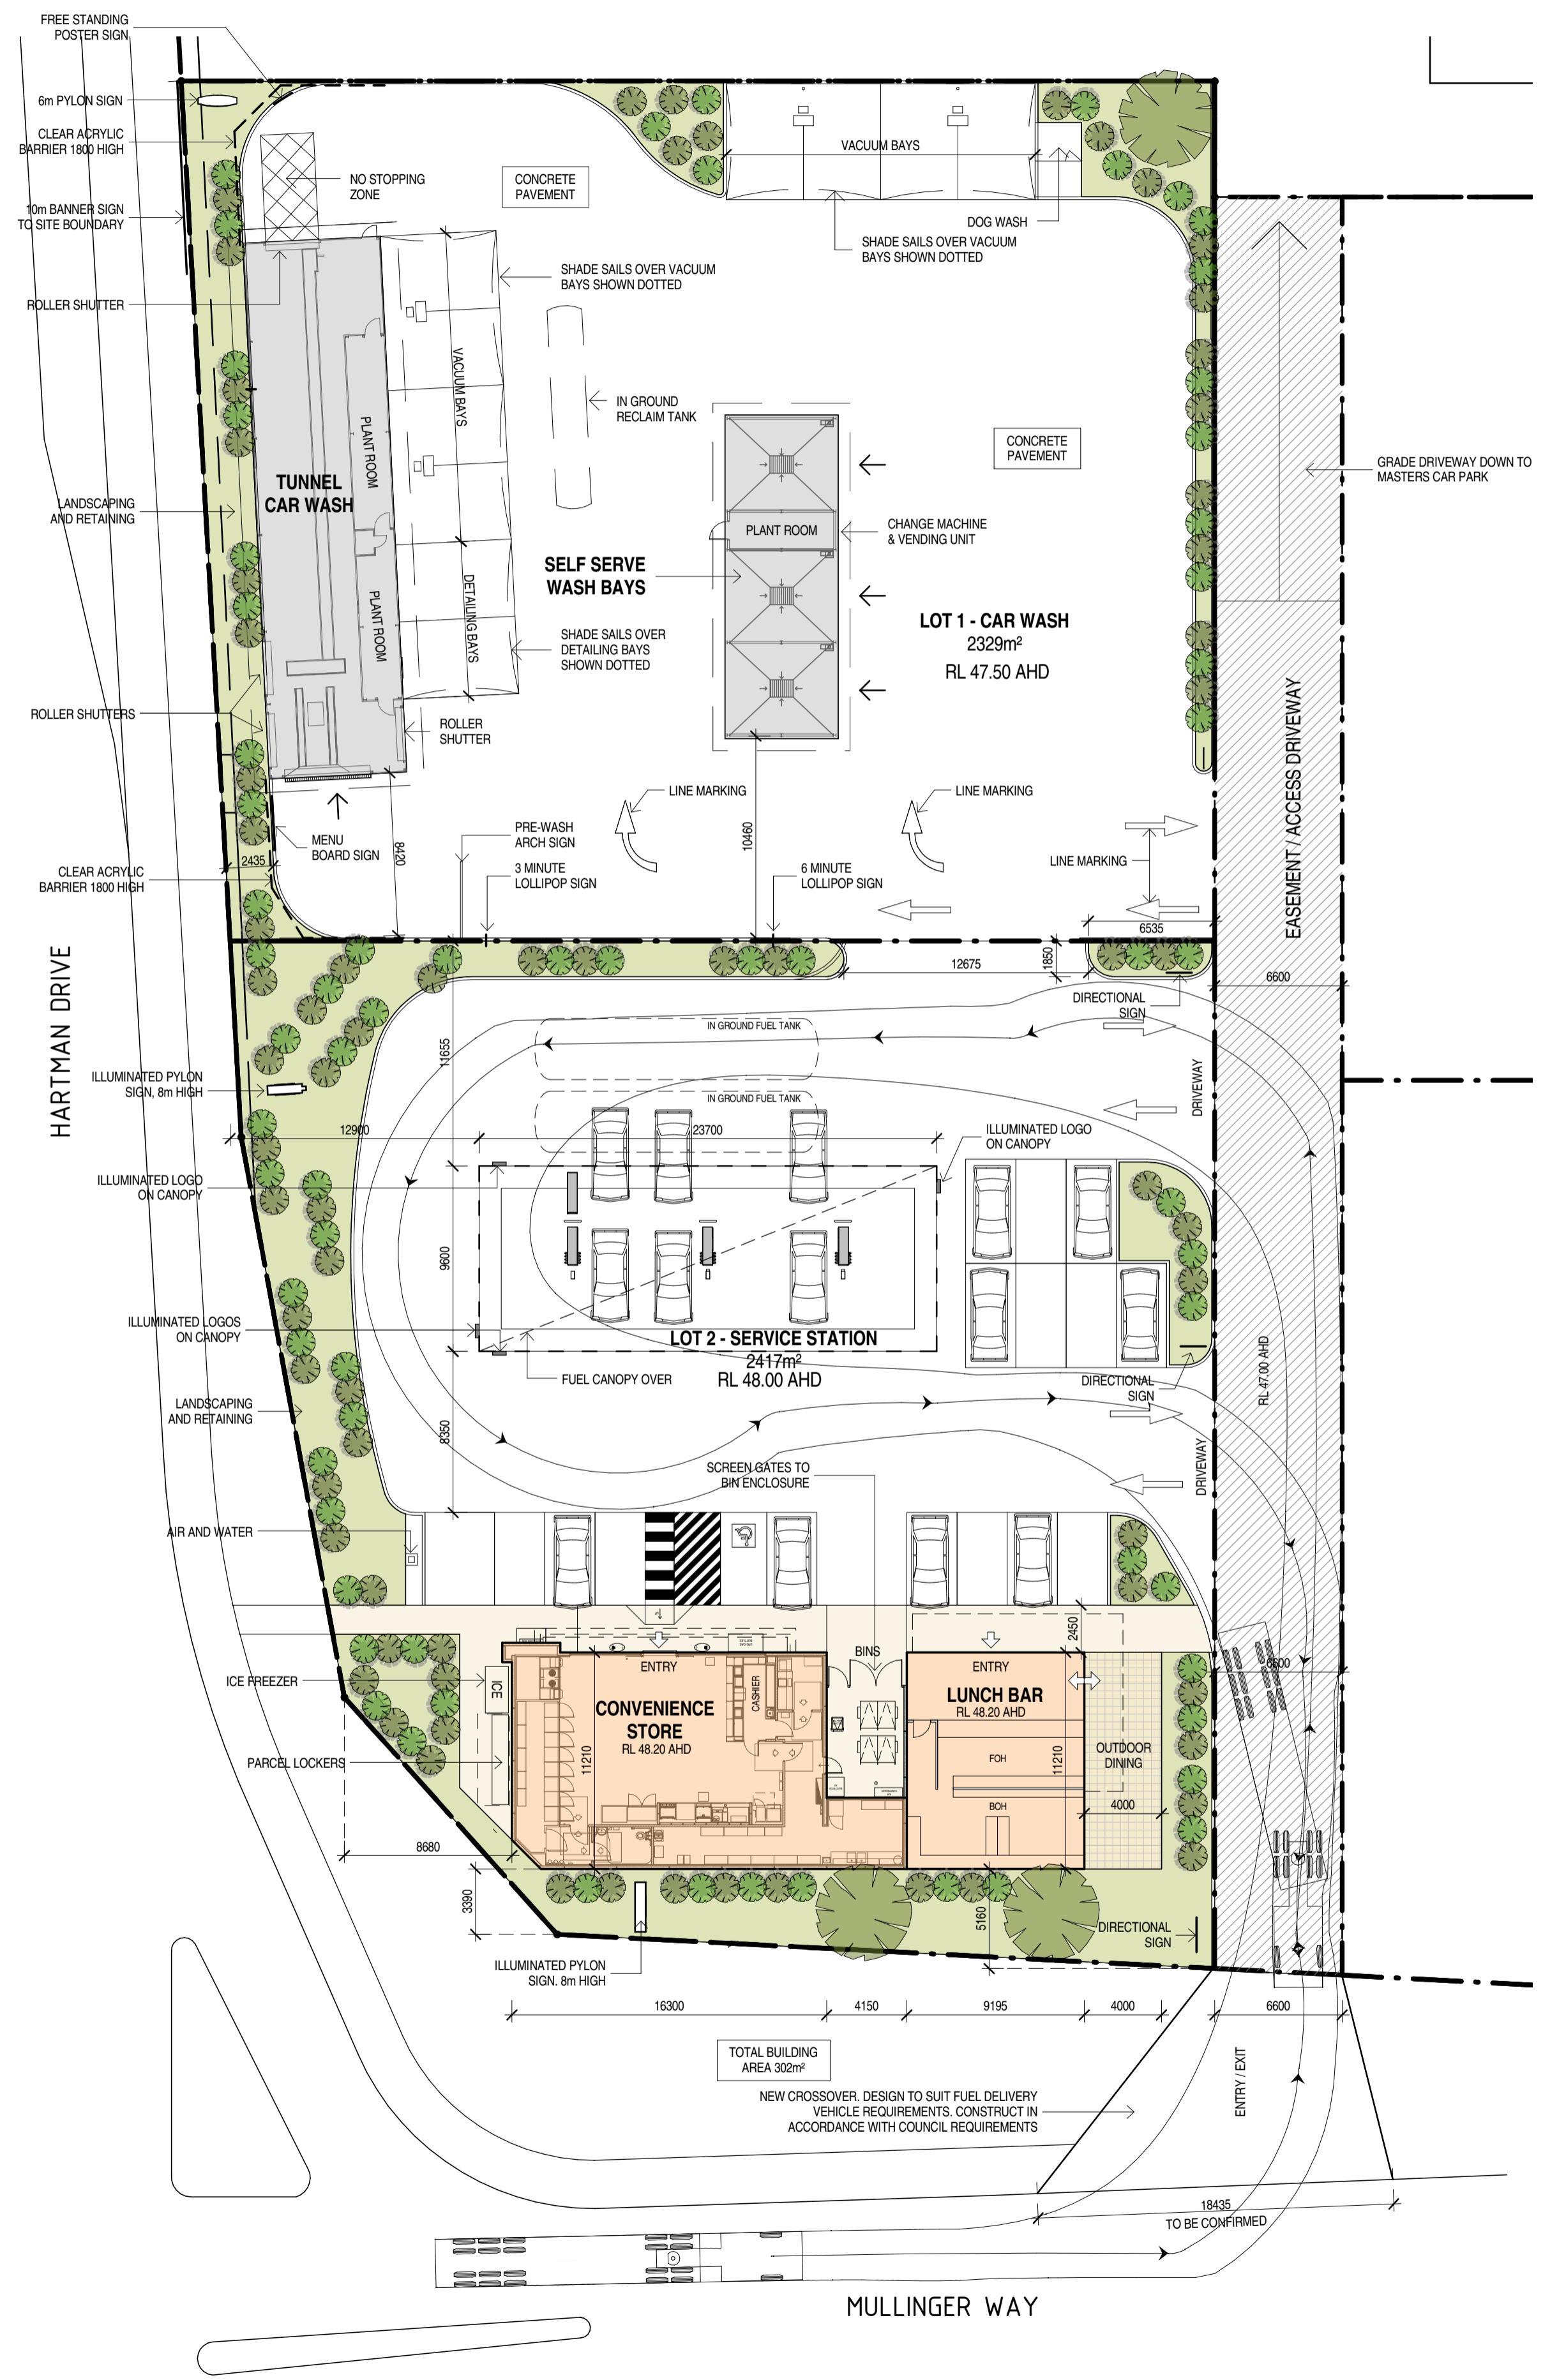 FREE STANDING
POSTER SIGN
6m PYLON SIGN
CLEAR ACRYLIC
BARRIER 1800 HIGH
NO STOPPING
ZONE
CONCRETE
PAVEMENT
VACUUM BAYS
10m BANNER SIGN
TO SITE BOUNDARY
DOG WASH
SHADE SAILS OVER VACUUM
BAYS SHOWN DOTTED
SHADE SAILS OVER VACUUM
BAYS SHOWN DOTTED
ROLLER SHUTTER
VACUUM BAYS
IN GROUND
RECLAIM TANK
CONCRETE
PAVEMENT
GRADE DRIVEWAY DOWN TO
MASTERS CAR PARK
PLANT ROOM
TUNNEL
CAR WASH
LANDSCAPING
AND RETAINING
PLANT ROOM
CHANGE MACHINE
& VENDING UNIT
SELF SERVE
WASH BAYS
DETAILING BAYS
PLANT ROOM
SHADE SAILS OVER
DETAILING BAYS
SHOWN DOTTED
LOT 1 - CAR WASH
2329m²
RL 47.50 AHD
ROLLER SHUTTERS
ROLLER
SHUTTER
EASEMENT / ACCESS DRIVEWAY
LINE MARKING
LINE MARKING
PRE-WASH
ARCH SIGN
MENU
BOARD SIGN
8420
10460
2435
3 MINUTE
LOLLIPOP SIGN
6 MINUTE
LOLLIPOP SIGN
LINE MARKING
CLEAR ACRYLIC
BARRIER 1800 HIGH
6535
12675
1850
6600
HARTMAN DRIVE
DIRECTIONAL
SIGN
IN GROUND FUEL TANK
11655
ILLUMINATED PYLON
SIGN, 8m HIGH
IN GROUND FUEL TANK
DRIVEWAY
12900
23700
ILLUMINATED LOGO
ON CANOPY
ILLUMINATED LOGO
ON CANOPY
9600
ILLUMINATED LOGOS
ON CANOPY
LOT 2 - SERVICE STATION
2417m²
RL 48.00 AHD
FUEL CANOPY OVER
DIRECTIONAL
SIGN
RL 47.00 AHD
LANDSCAPING
AND RETAINING
8350
SCREEN GATES TO
BIN ENCLOSURE
DRIVEWAY
AIR AND WATER
2450
BINS
ENTRY
ENTRY
6600
ICE FREEZER
ICE
CASHIER
CONVENIENCE
STORE
RL 48.20 AHD
LUNCH BAR
RL 48.20 AHD
PARCEL LOCKERS
11210
FOH
11210
OUTDOOR
DINING
BOH
4000
8680
3390
5160
DIRECTIONAL
SIGN
ILLUMINATED PYLON
SIGN. 8m HIGH
16300
4150
9195
4000
6600
TOTAL BUILDING
AREA 302m²
ENTRY / EXIT
NEW CROSSOVER. DESIGN TO SUIT FUEL DELIVERY
VEHICLE REQUIREMENTS. CONSTRUCT IN
ACCORDANCE WITH COUNCIL REQUIREMENTS
18435
TO BE CONFIRMED
MULLINGER WAY